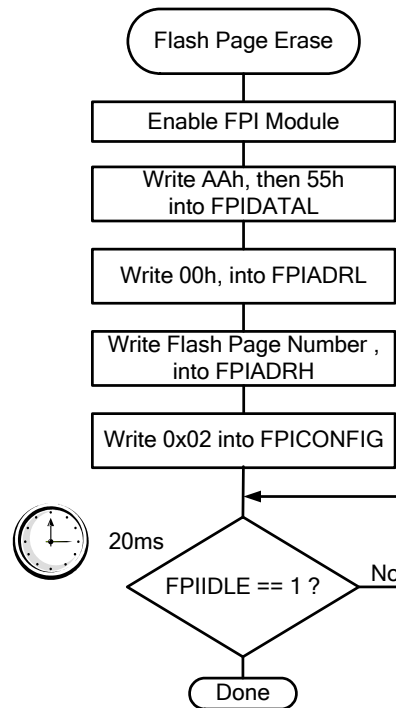 Flash Page Erase
Enable FPI Module
Write AAh, then 55h
into FPIDATAL
Write 00h, into FPIADRL
Write Flash Page Number ,
into FPIADRH
Write 0x02 into FPICONFIG
20ms
FPIIDLE == 1 ?
No
Done